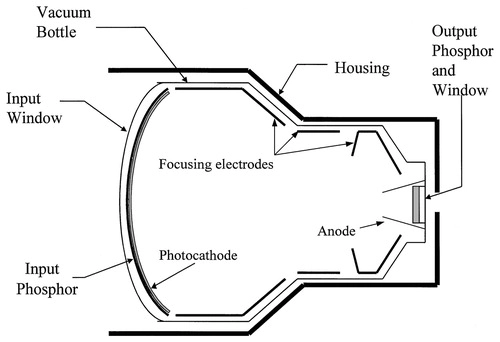 Vacuum
Bottle
Output
Phosphor
and
Window
Housing
Input
Window
Focusing electrodes
Anode
Photocathode
Input
Phosphor